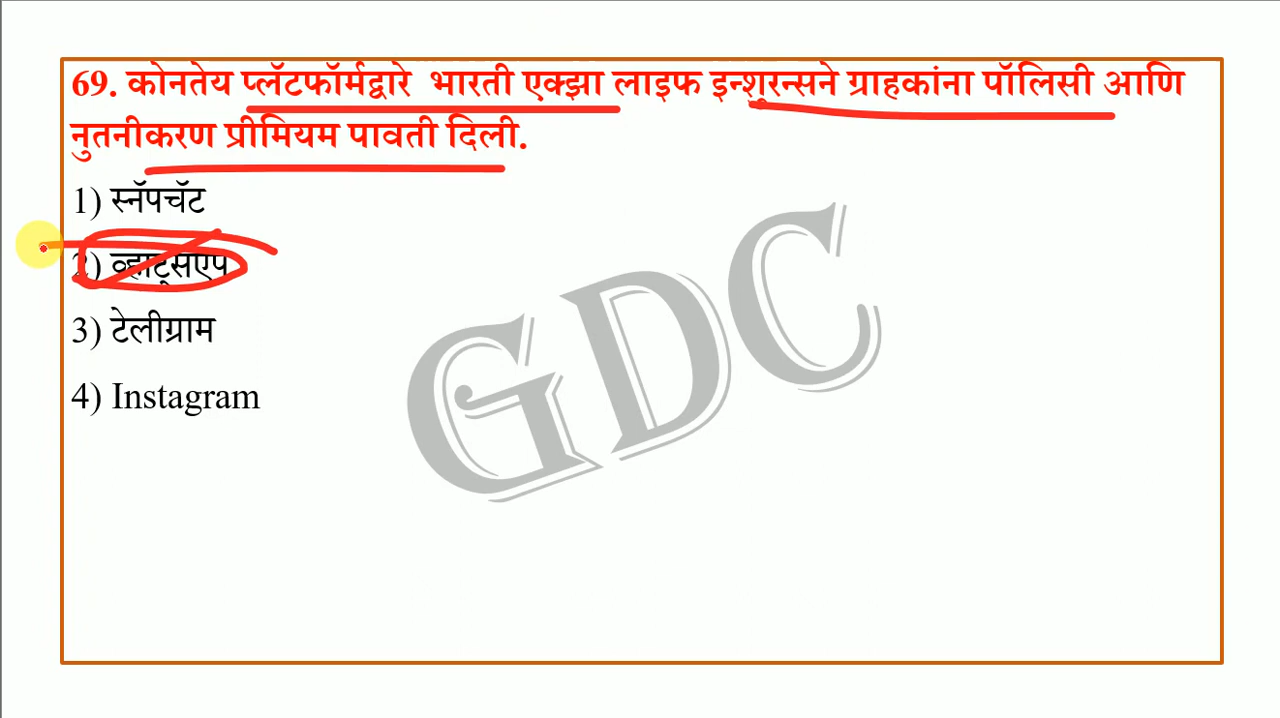 69. कोनतेय प्लॅटफॉर्मद्वारे भारती एक्झा लाइफ इन्शुरन्सने ग्राहकांना पॉलिसी आणि
नुतनीकरण प्रीमियम पावती दिली.
1) स्नॅपचॅट
2) व्हाट्सएप
3) टेलीग्राम
4) Instagram
GDC